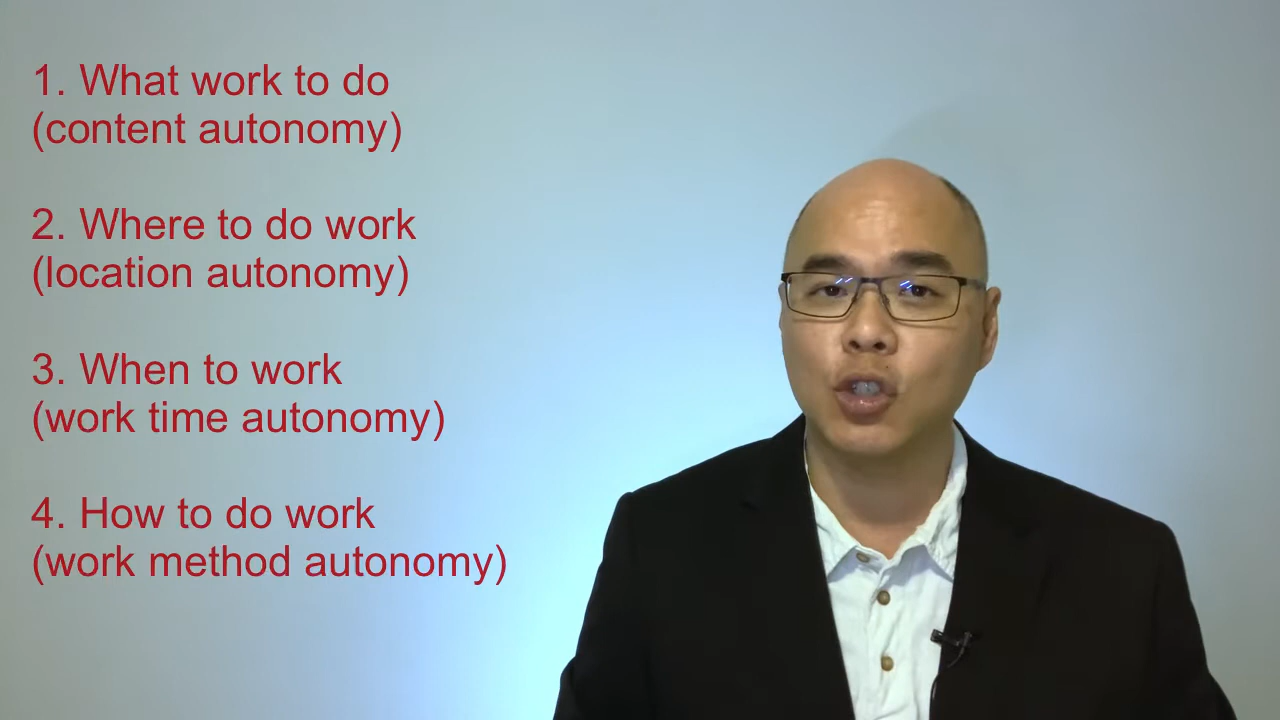 1. What work to do
(content autonomy)
2. Where to do work
(location autonomy)
3. When to work
(work time autonomy)
4. How to do work
(work method autonomy)